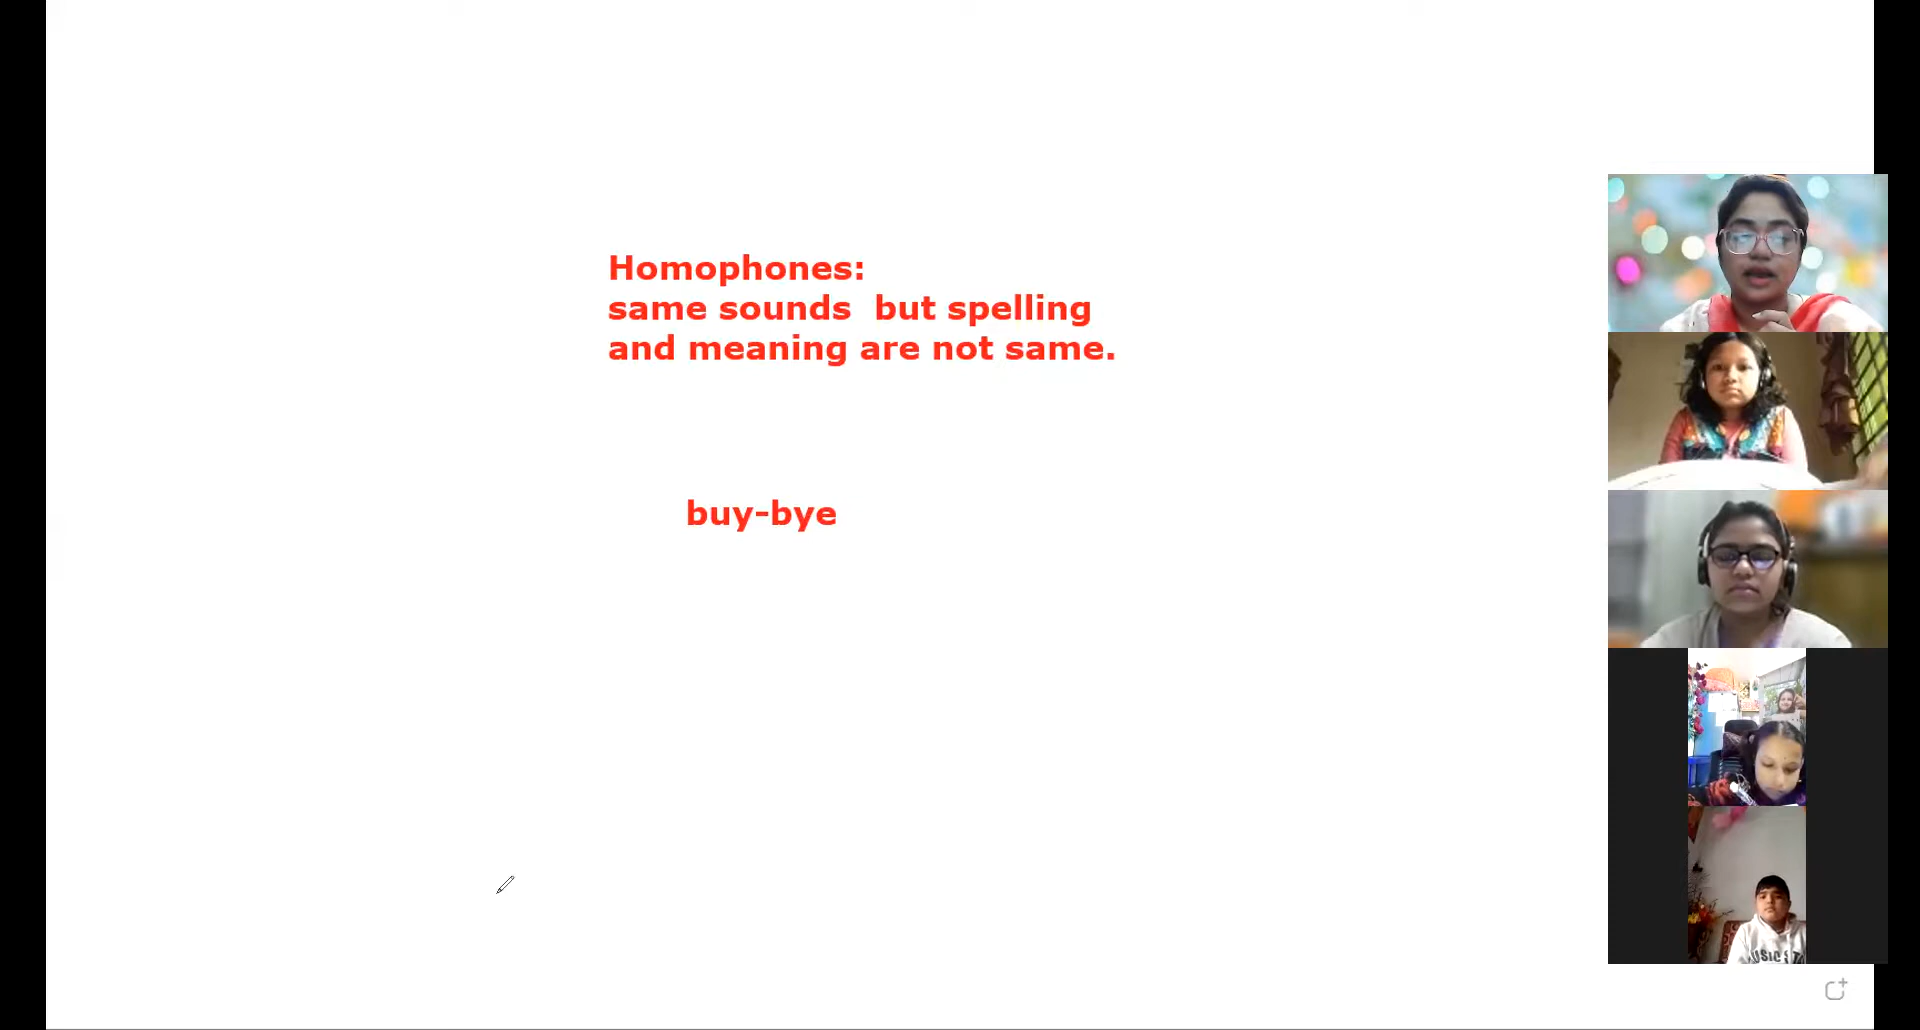 Homophones:
same sounds  but spelling
and meaning are not same.
buy-bye